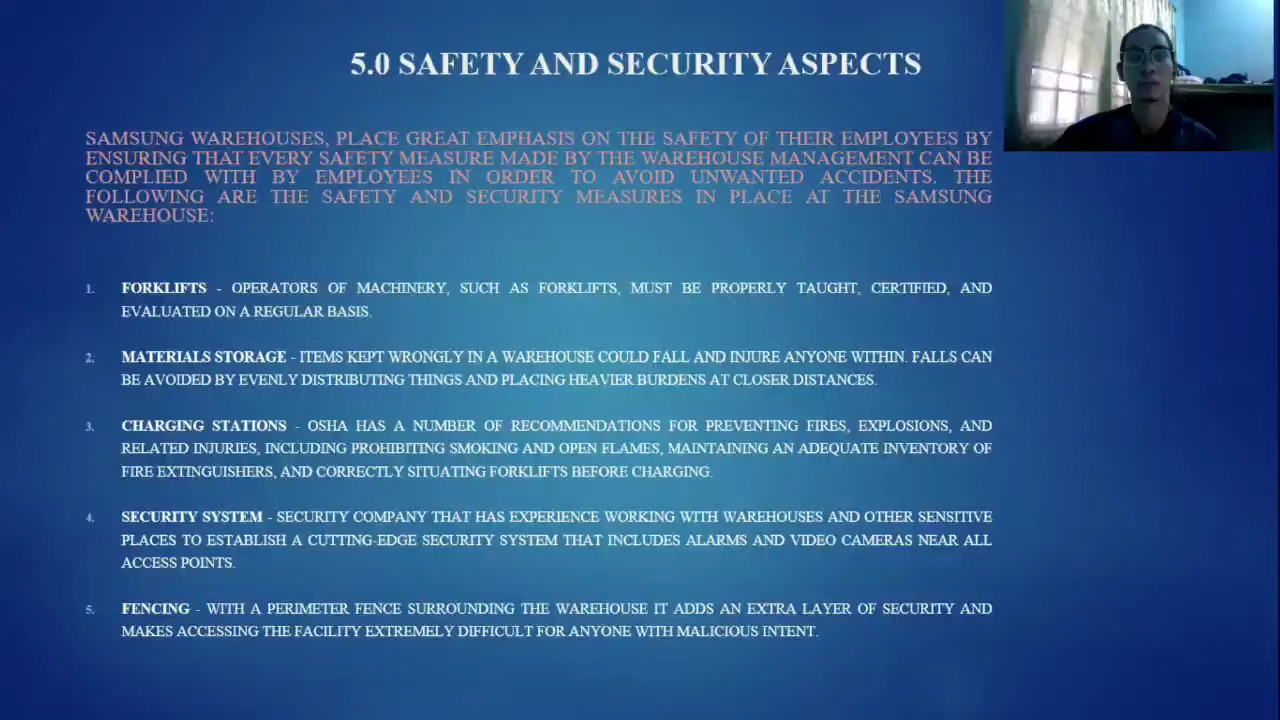 5.0 SAFETY AND SECURITY ASPECTS
SAMSUNG WAREHOUSES, PLACE GREAT EMPHASIS ON THE SAFETY OF THEIR EMPLOYEES BY
ENSURING THAT EVERY SAFETY MEASURE MADE BY THE WAREHOUSE MANAGEMENT CAN BE
COMPLIED WITH BY EMPLOYEES IN ORDER TO AVOID UNWANTED ACCIDENTS. THE
FOLLOWING ARE THE SAFETY AND SECURITY MEASURES IN PLACE AT THE SAMSUNG
WAREHOUSE:
1. FORKLIFTS - OPERATORS OF MACHINERY, SUCH AS FORKLIFTS, MUST BE PROPERLY TAUGHT, CERTIFIED, AND
EVALUATED ON A REGULAR BASIS.
2. MATERIALS STORAGE - ITEMS KEPT WRONGLY IN A WAREHOUSE COULD FALL AND INJURE ANYONE WITHIN. FALLS CAN
BE AVOIDED BY EVENLY DISTRIBUTING THINGS AND PLACING HEAVIER BURDENS AT CLOSER DISTANCES.
3. CHARGING STATIONS - OSHA HAS A NUMBER OF RECOMMENDATIONS FOR PREVENTING FIRES, EXPLOSIONS, AND
RELATED INJURIES, INCLUDING PROHIBITING SMOKING AND OPEN FLAMES, MAINTAINING AN ADEQUATE INVENTORY OF
FIRE EXTINGUISHERS, AND CORRECTLY SITUATING FORKLIFTS BEFORE CHARGING.
4. SECURITY SYSTEM - SECURITY COMPANY THAT HAS EXPERIENCE WORKING WITH WAREHOUSES AND OTHER SENSITIVE
PLACES TO ESTABLISH A CUTTING-EDGE SECURITY SYSTEM THAT INCLUDES ALARMS AND VIDEO CAMERAS NEAR ALL
ACCESS POINTS.
5. FENCING - WITH A PERIMETER FENCE SURROUNDING THE WAREHOUSE IT ADDS AN EXTRA LAYER OF SECURITY AND
MAKES ACCESSING THE FACILITY EXTREMELY DIFFICULT FOR ANYONE WITH MALICIOUS INTENT.